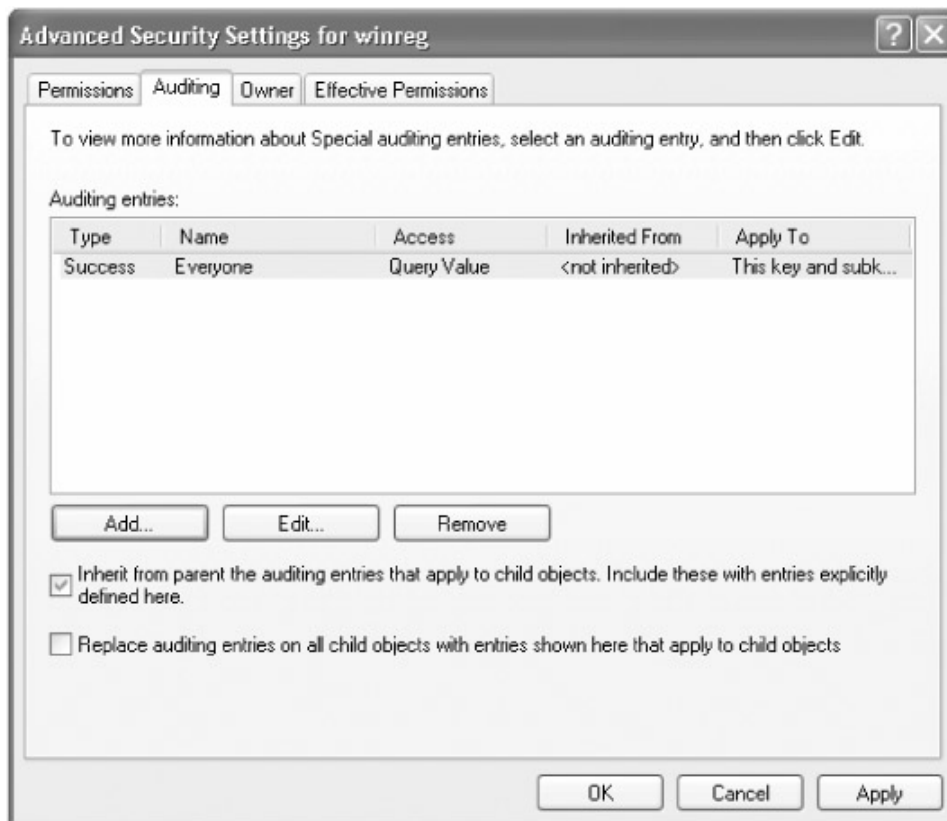 Advanced Security Settings for winreg
Permissions Auditing Owner Effective Permissions
To view more information about Special auditing entries, select an auditing entry, and then click Edit.
Auditing entries:
Type Name Access Inherited From Apply To
Success Everyone Query Value <not inherited> This key and subk...
Add... Edit... Remove
Inherit from parent the auditing entries that apply to child objects. Include these with entries explicitly
defined here.
Replace auditing entries on all child objects with entries shown here that apply to child objects
OK Cancel Apply